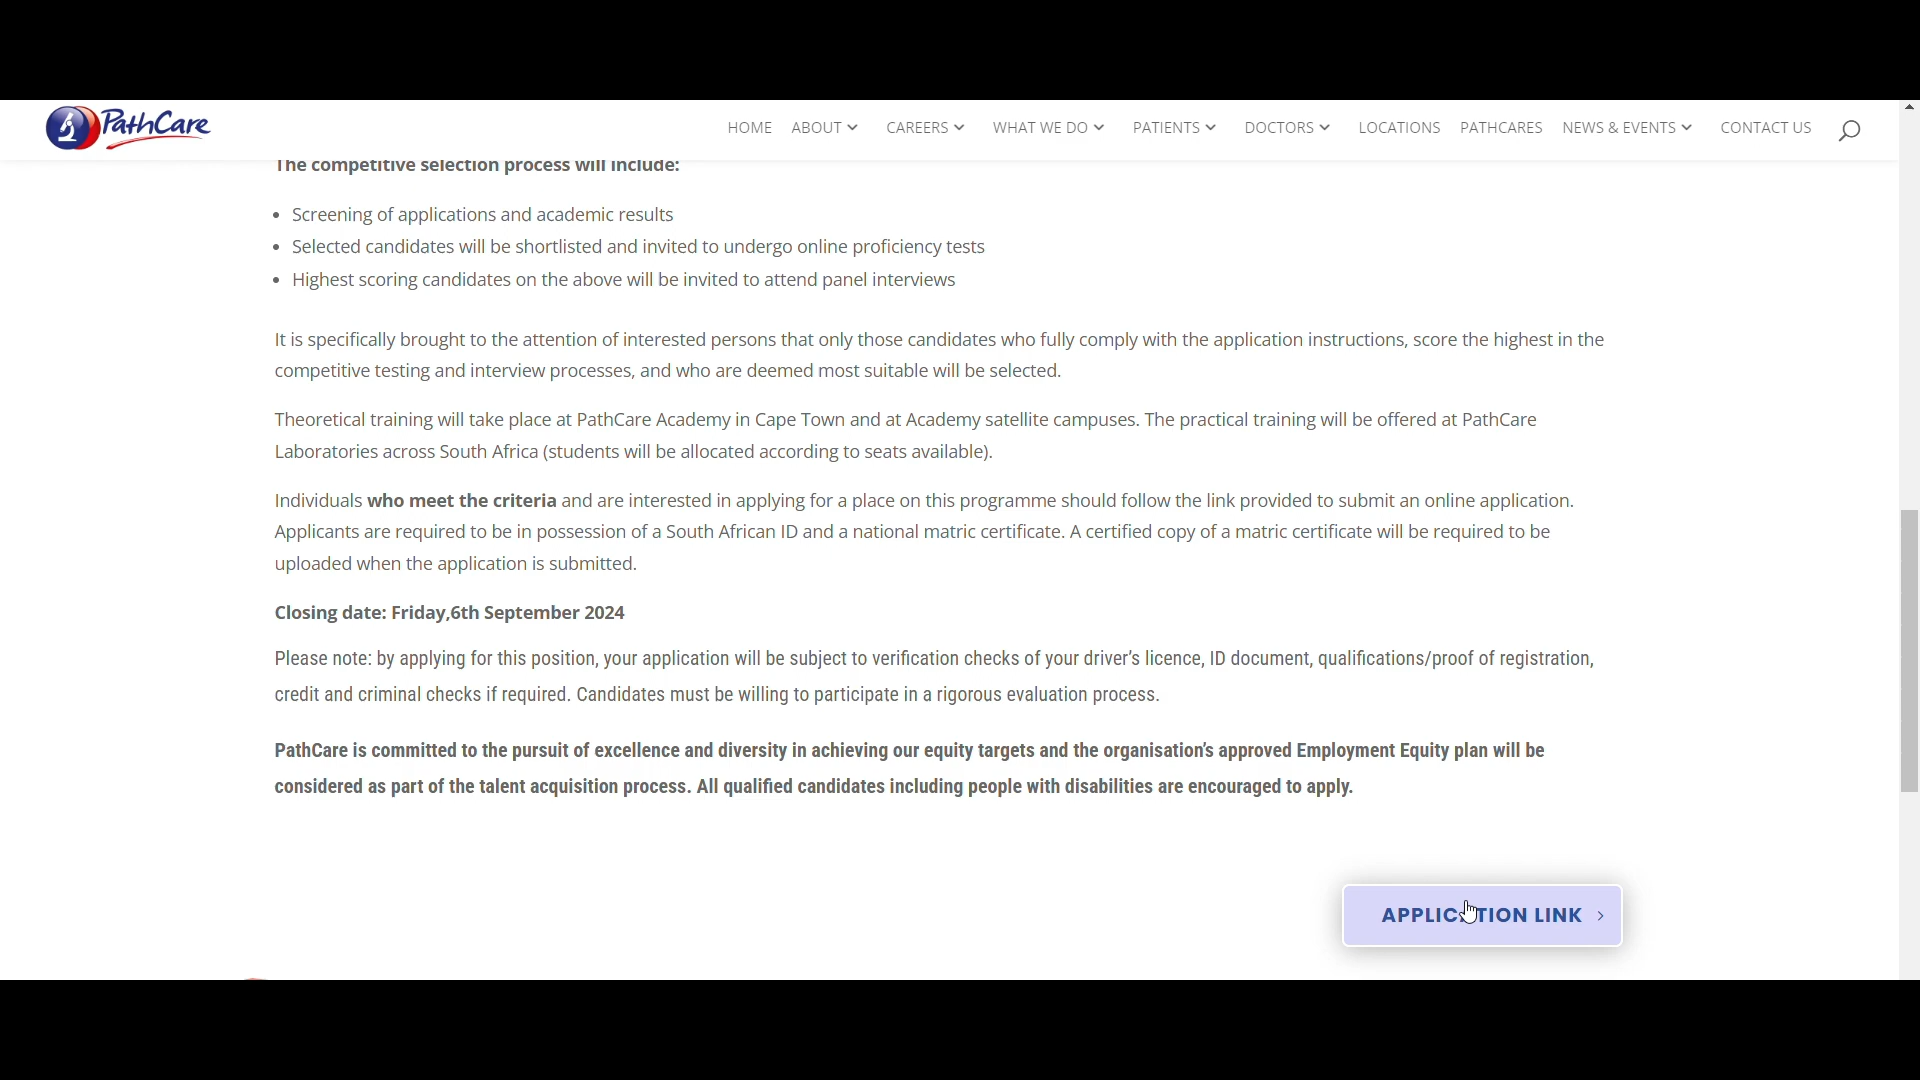 PathCare
HOME ABOUT CAREERS WHAT WE DO PATIENTS DOCTORS LOCATIONS PATHCARES NEWS & EVENTS CONTACT US
The competitive selection process will include:
• Screening of applications and academic results
• Selected candidates will be shortlisted and invited to undergo online proficiency tests
• Highest scoring candidates on the above will be invited to attend panel interviews
It is specifically brought to the attention of interested persons that only those candidates who fully comply with the application instructions, score the highest in the
competitive testing and interview processes, and who are deemed most suitable will be selected.
Theoretical training will take place at PathCare Academy in Cape Town and at Academy satellite campuses. The practical training will be offered at PathCare
Laboratories across South Africa (students will be allocated according to seats available).
Individuals who meet the criteria and are interested in applying for a place on this programme should follow the link provided to submit an online application.
Applicants are required to be in possession of a South African ID and a national matric certificate. A certified copy of a matric certificate will be required to be
uploaded when the application is submitted.
Closing date: Friday,6th September 2024
Please note: by applying for this position, your application will be subject to verification checks of your driver's licence, ID document, qualifications/proof of registration,
credit and criminal checks if required. Candidates must be willing to participate in a rigorous evaluation process.
PathCare is committed to the pursuit of excellence and diversity in achieving our equity targets and the organisation's approved Employment Equity plan will be
considered as part of the talent acquisition process. All qualified candidates including people with disabilities are encouraged to apply.
APPLICATION LINK >